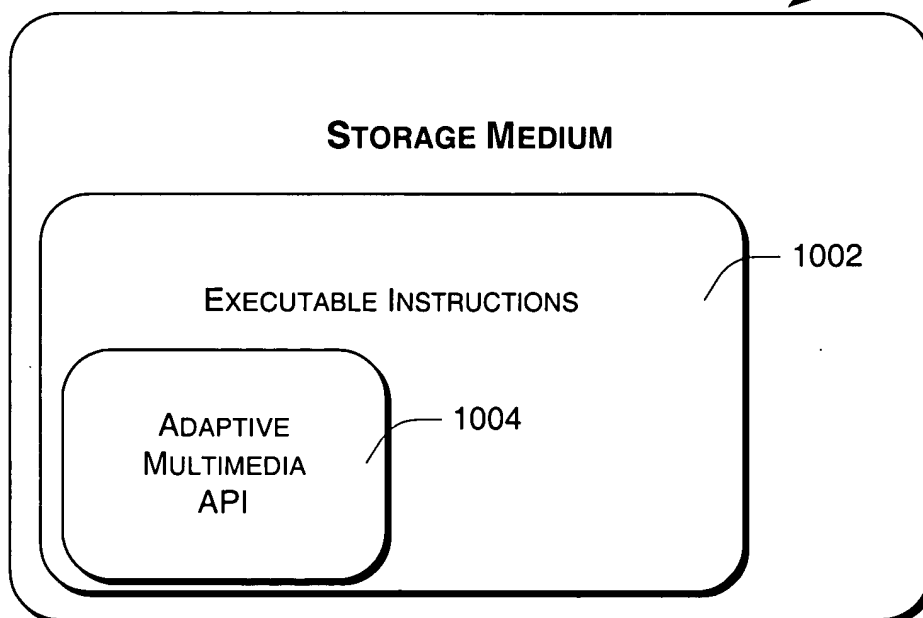 STORAGE MEDIUM
1002
EXECUTABLE INSTRUCTIONS
1004
ADAPTIVE
MULTIMEDIA
API